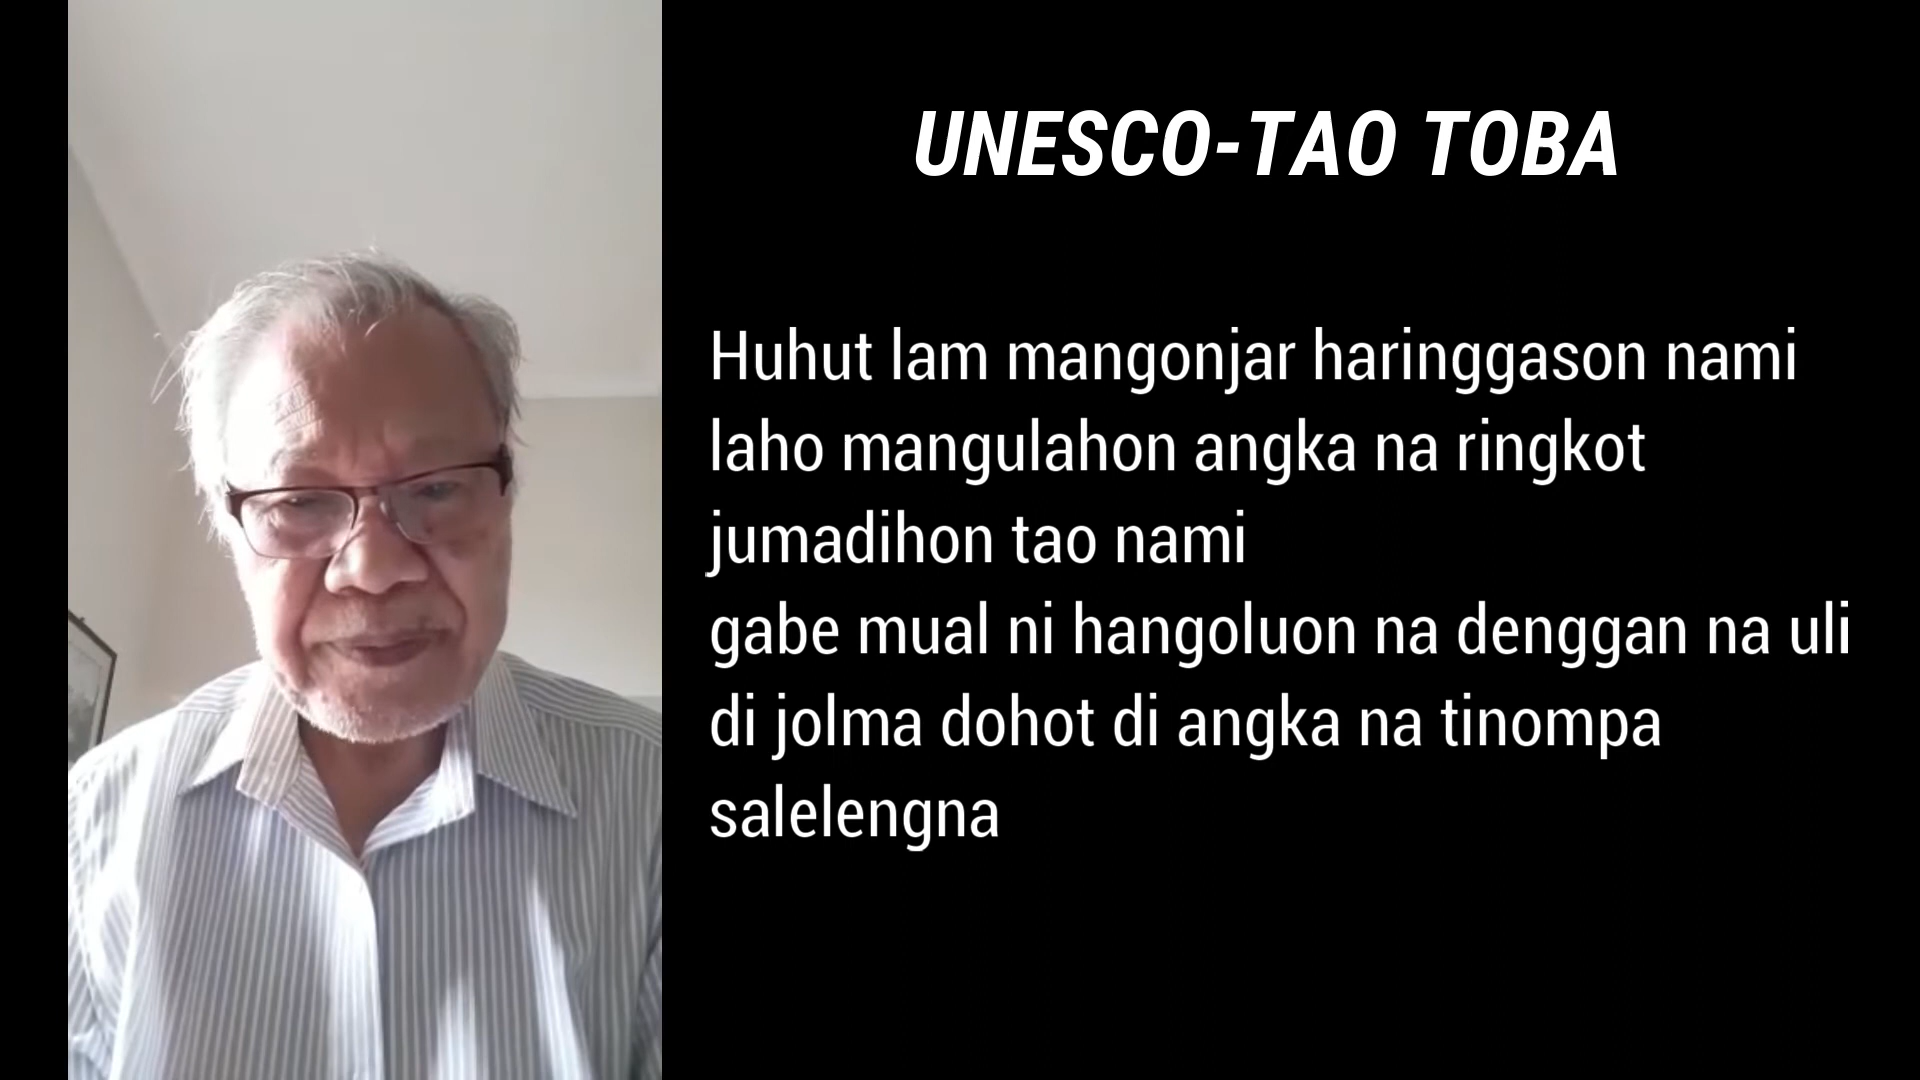 UNESCO-TAO TOBA
Huhut lam mangonjar haringgason nami
laho mangulahon angka na ringkot
jumadihon tao nami
gabe mual ni hangoluon na denggan na uli
di jolma dohot di angka na tinompa
salelengna